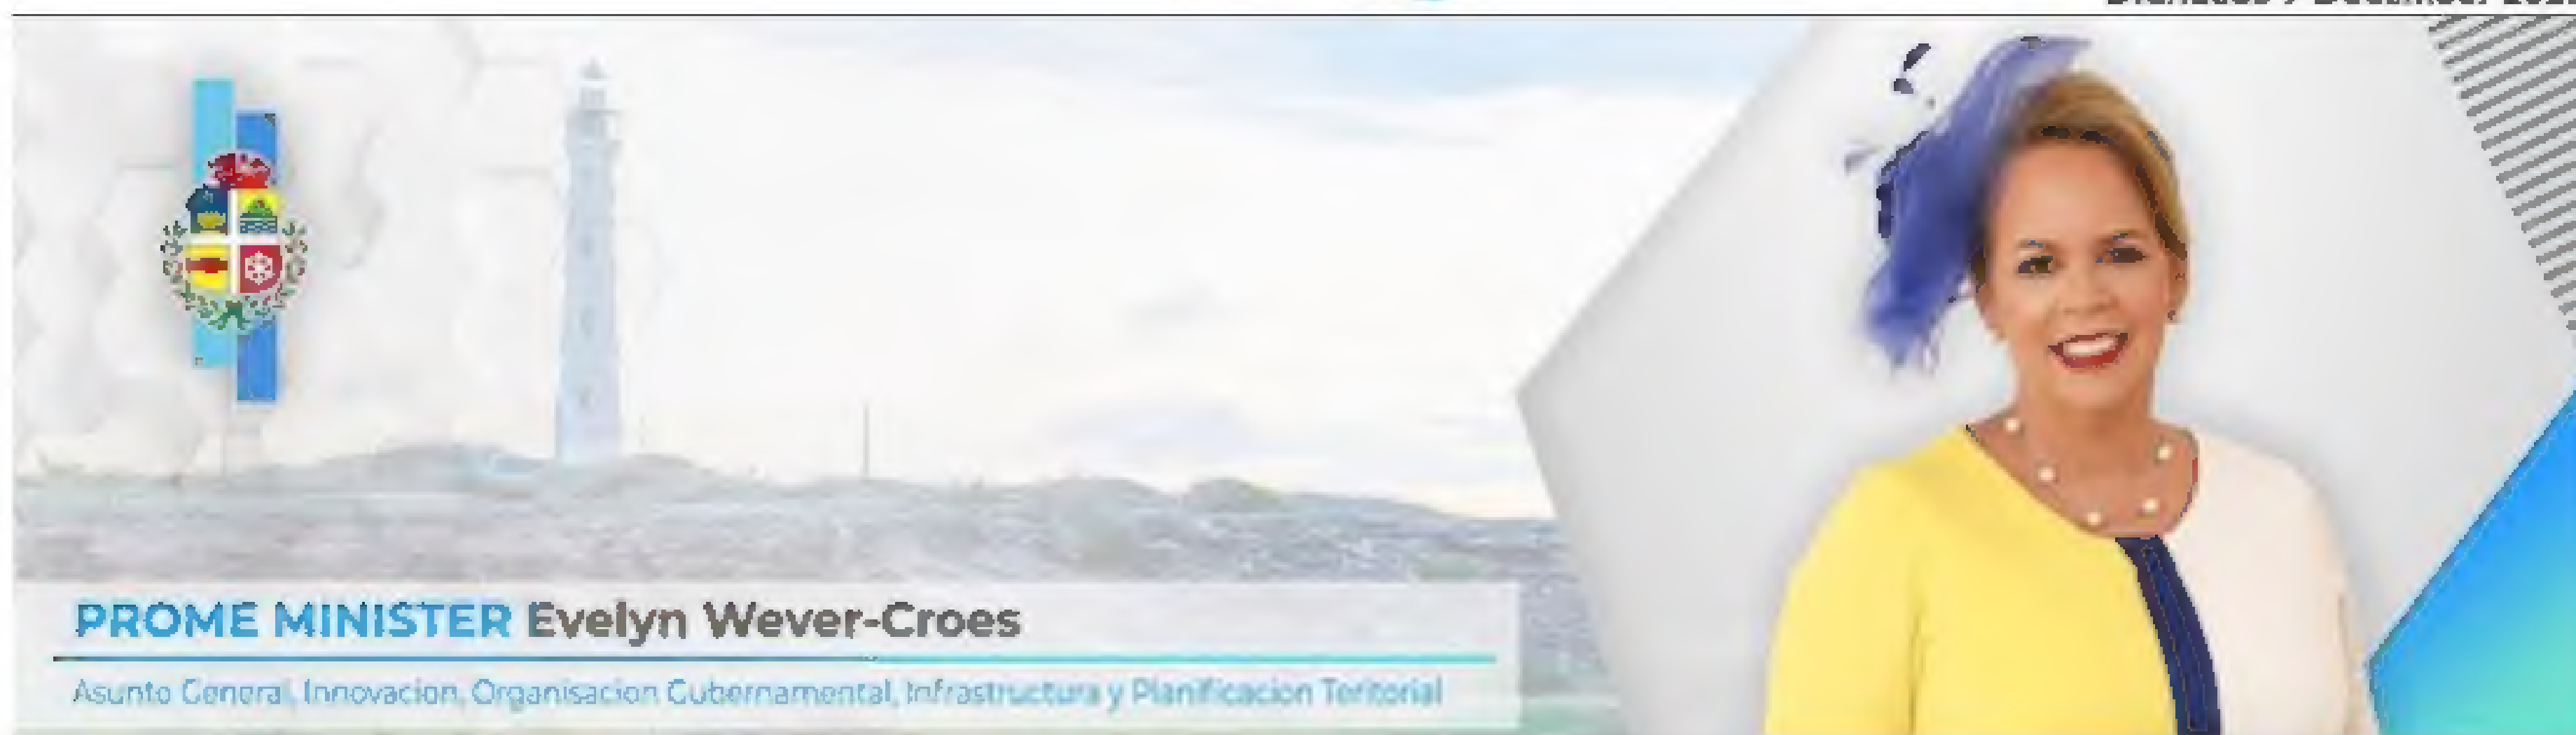 PROME MINISTER Evelyn Wever-Croes
Asunto General, Innovacion, Organisacion Gubernamental, Infrastructura y Planificacion Teritorial